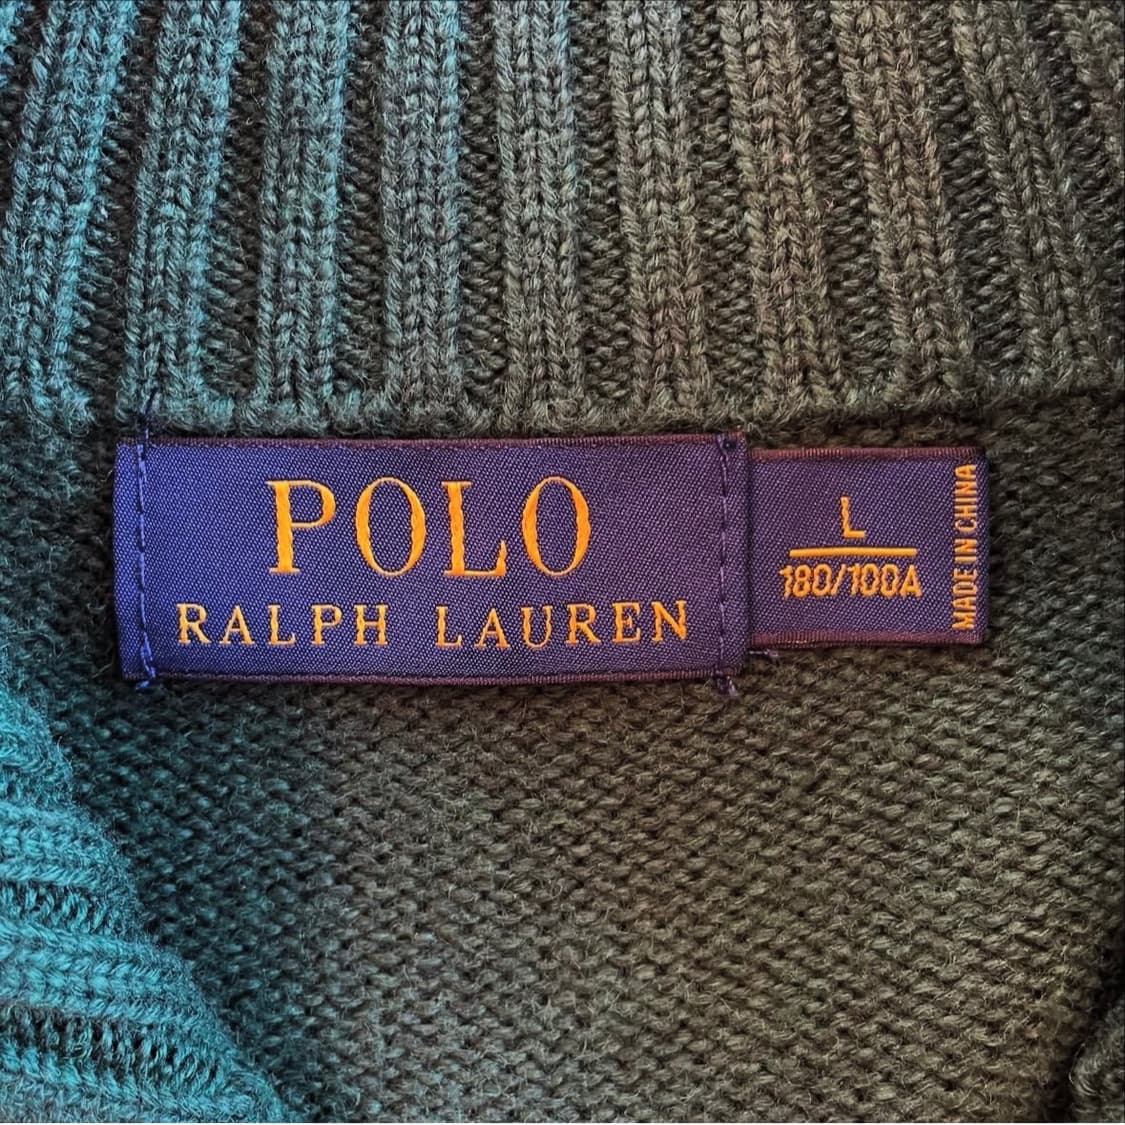 POLO
RALPH LAUREN
L
180/100A
MADE IN CHINA